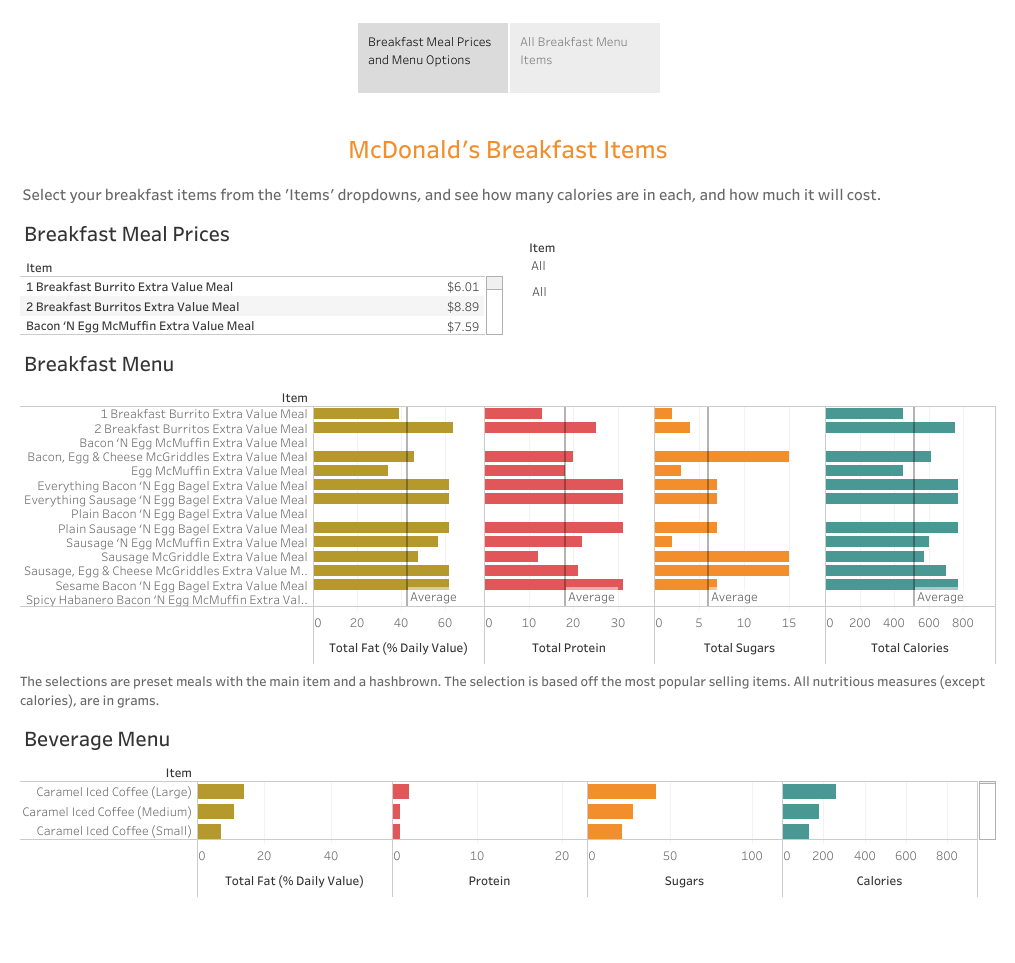 Breakfast Meal Prices
and Menu Options
All Breakfast Menu
Items
McDonald's Breakfast Items
Select your breakfast items from the 'Items' dropdowns, and see how many calories are in each, and how much it will cost.
Breakfast Meal Prices
Item
1 Breakfast Burrito Extra Value Meal $6.01
2 Breakfast Burritos Extra Value Meal $8.89
Bacon ‘N Egg McMuffin Extra Value Meal $7.59
Item
All
All
Breakfast Menu
Item
1 Breakfast Burrito Extra Value Meal
2 Breakfast Burritos Extra Value Meal
Bacon ‘N Egg McMuffin Extra Value Meal
Bacon, Egg & Cheese McGriddles Extra Value Meal
Egg McMuffin Extra Value Meal
Everything Bacon ‘N Egg Bagel Extra Value Meal
Everything Sausage ‘N Egg Bagel Extra Value Meal
Plain Bacon ‘N Egg Bagel Extra Value Meal
Plain Sausage ‘N Egg Bagel Extra Value Meal
Sausage ‘N Egg McMuffin Extra Value Meal
Sausage McGriddle Extra Value Meal
Sausage, Egg & Cheese McGriddles Extra Value M..
Sesame Bacon ‘N Egg Bagel Extra Value Meal
Spicy Habanero Bacon ‘N Egg McMuffin Extra Val..
Average Average Average Average
0 20 40 60 0 10 20 30 0 5 10 15 0 200 400 600 800
Total Fat (% Daily Value) Total Protein Total Sugars Total Calories
The selections are preset meals with the main item and a hashbrown. The selection is based off the most popular selling items. All nutritious measures (except
calories), are in grams.
Beverage Menu
Item
Caramel Iced Coffee (Large)
Caramel Iced Coffee (Medium)
Caramel Iced Coffee (Small)
0 20 40 0 10 20 0 50 100 0 200 400 600 800
Total Fat (% Daily Value) Protein Sugars Calories